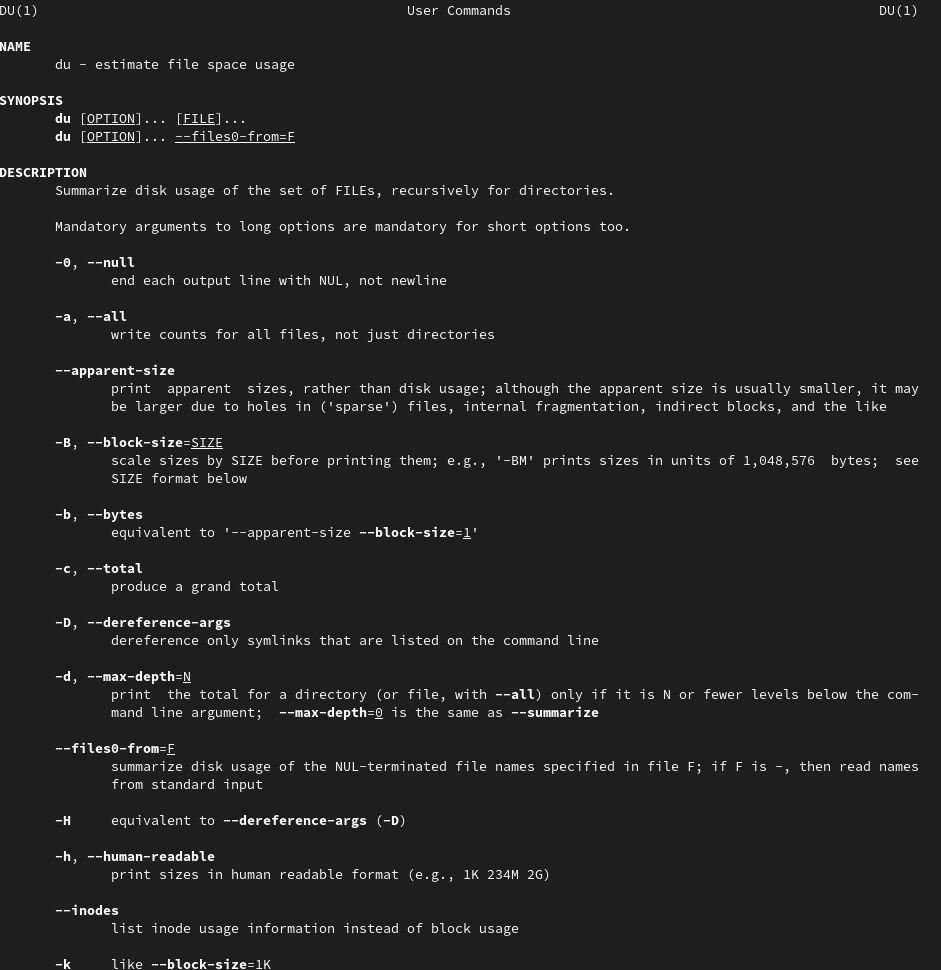 DU(1) User Commands DU(1)
NAME
du - estimate file space usage
SYNOPSIS
du [OPTION]... [FILE]...
du [OPTION]... --files0-from=F
DESCRIPTION
Summarize disk usage of the set of FILEs, recursively for directories.
Mandatory arguments to long options are mandatory for short options too.
-0, --null
end each output line with NUL, not newline
-a, --all
write counts for all files, not just directories
--apparent-size
print  apparent  sizes, rather than disk usage; although the apparent size is usually smaller, it may
be larger due to holes in ('sparse') files, internal fragmentation, indirect blocks, and the like
-B, --block-size=SIZE
scale sizes by SIZE before printing them; e.g., '-BM' prints sizes in units of 1,048,576  bytes;  see
SIZE format below
-b, --bytes
equivalent to '--apparent-size --block-size=1'
-c, --total
produce a grand total
-D, --dereference-args
dereference only symlinks that are listed on the command line
-d, --max-depth=N
print  the total for a directory (or file, with --all) only if it is N or fewer levels below the com-
mand line argument;  --max-depth=0 is the same as --summarize
--files0-from=F
summarize disk usage of the NUL-terminated file names specified in file F; if F is -, then read names
from standard input
-H equivalent to --dereference-args (-D)
-h, --human-readable
print sizes in human readable format (e.g., 1K 234M 2G)
--inodes
list inode usage information instead of block usage
-k like --block-size=1K